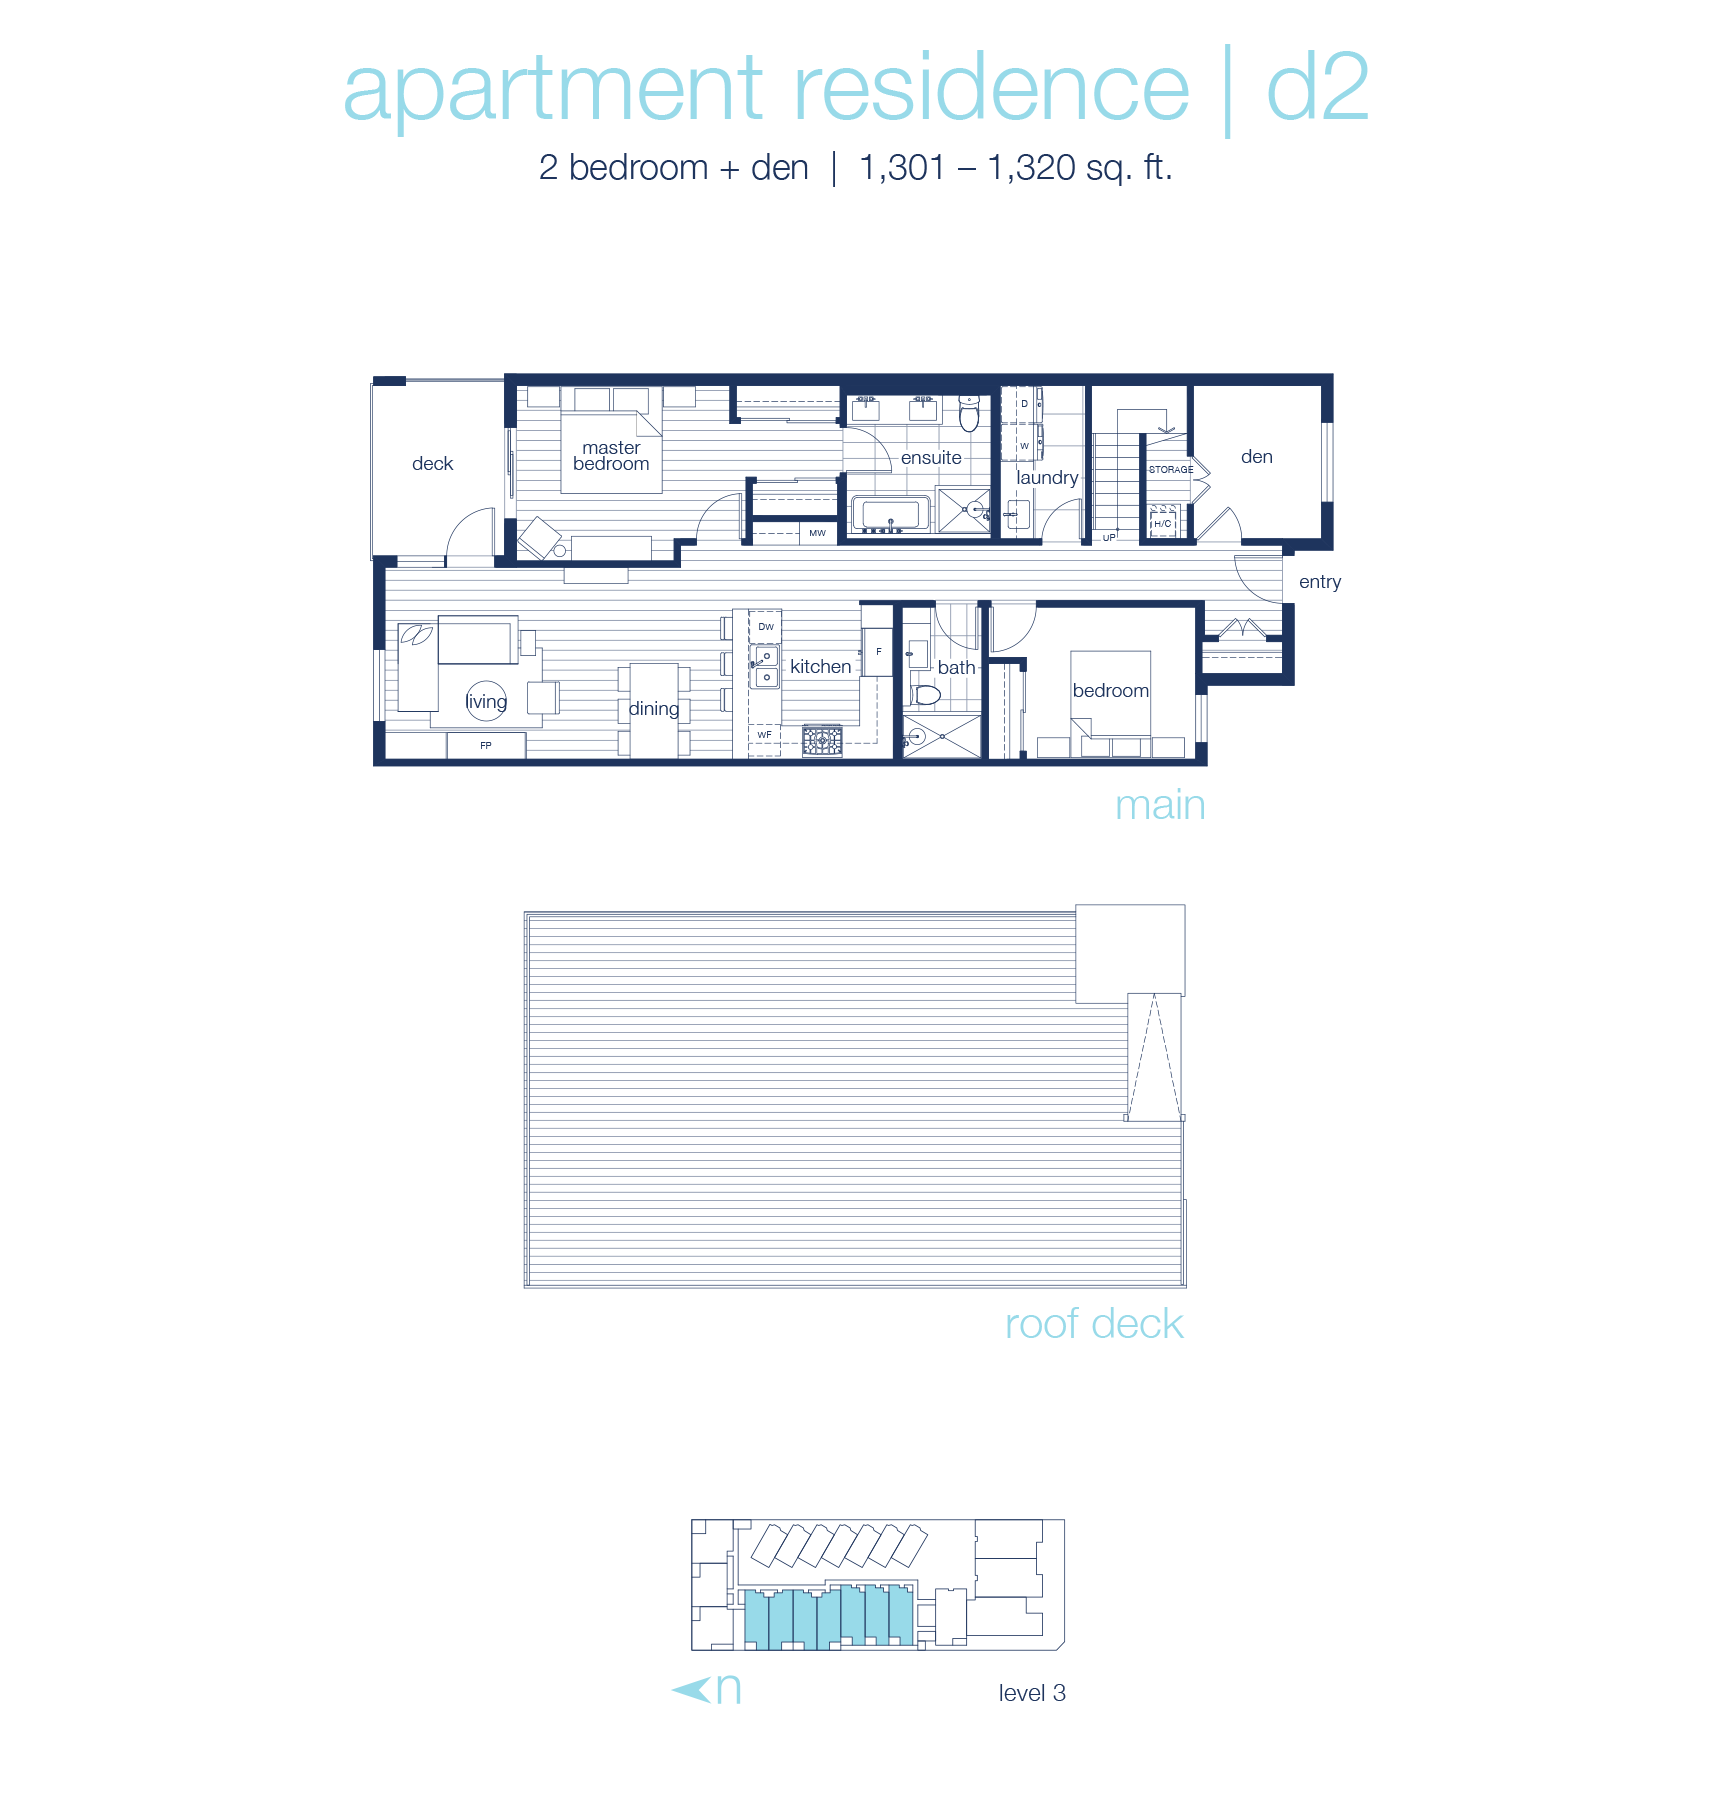 apartment residence | d2
2 bedroom + den | 1,301 – 1,320 sq. ft.
deck
master
bedroom
ensuite
D
W
laundry
UP
STORAGE
H/C
den
MW
entry
living
FP
dining
DW
WF
kitchen
F
bath
bedroom
main
roof deck
n
level 3